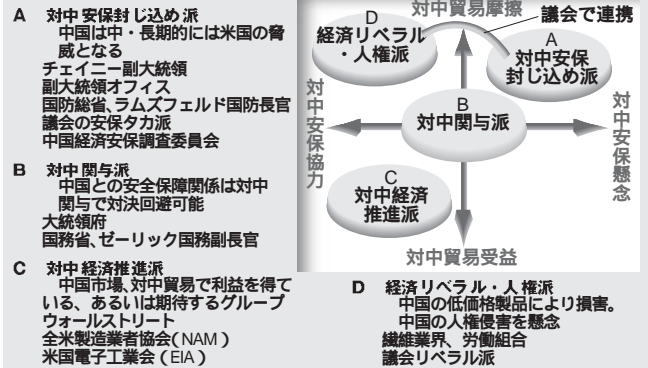 A 対中安保封じ込め派
中国は中・長期的には米国の脅
威となる
チェイニー副大統領
副大統領オフィス
国防総省、ラムズフェルド国防長官
議会の安保タカ派
中国経済安保調査委員会
B 対中関与派
中国との安全保障関係は対中
関与で対決回避可能
大統領府
国務省、ゼーリック国務副長官
C 対中経済推進派
中国市場、対中貿易で利益を得て
いる、あるいは期待するグループ
ウォールストリート
全米製造業者協会(NAM)
米国電子工業会(EIA)
対中貿易摩擦
議会で連携
D
経済リベラル
・人権派
A
対中安保
封じ込め派
対中安保協力
B
対中関与派
対中安保懸念
C
対中経済
推進派
対中貿易受益
D 経済リベラル・人権派
中国の低価格製品により損害。
中国の人権侵害を懸念
繊維業界、労働組合
議会リベラル派